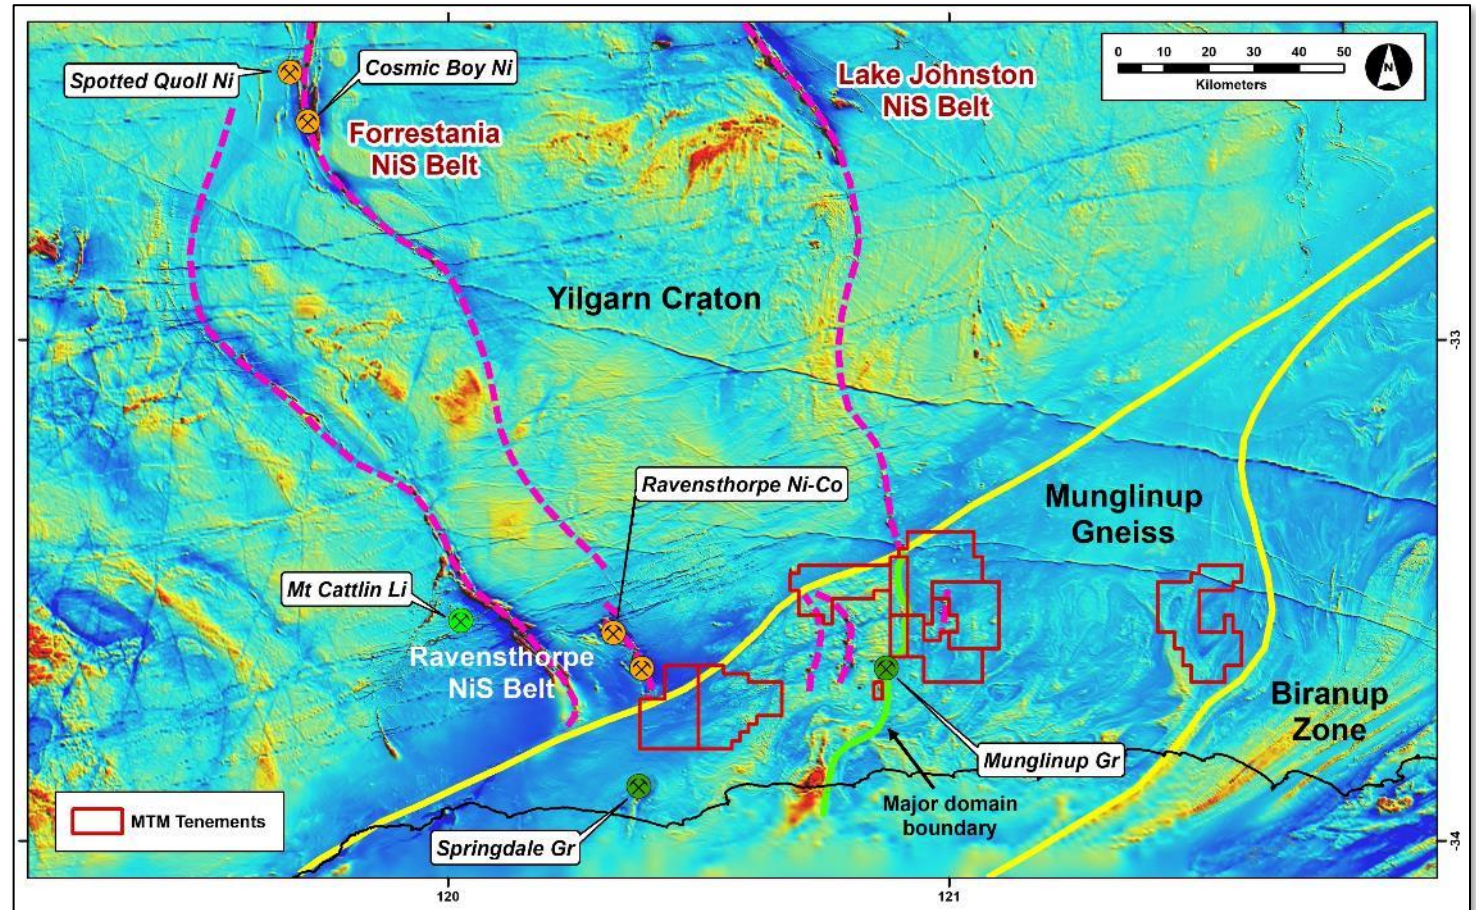 Spotted Quoll Ni
Cosmic Boy Ni
Forrestania
NiS Belt
Lake Johnston
NiS Belt
0 10 20 30 40 50
Kilometers
N
Yilgarn Craton
-33
Ravensthorpe Ni-Co
Munglinup
Gneiss
Mt Cattlin Li
Ravensthorpe
NiS Belt
Biranup
Zone
Munglinup Gr
Major domain
boundary
MTM Tenements
Springdale Gr
-34
120
121